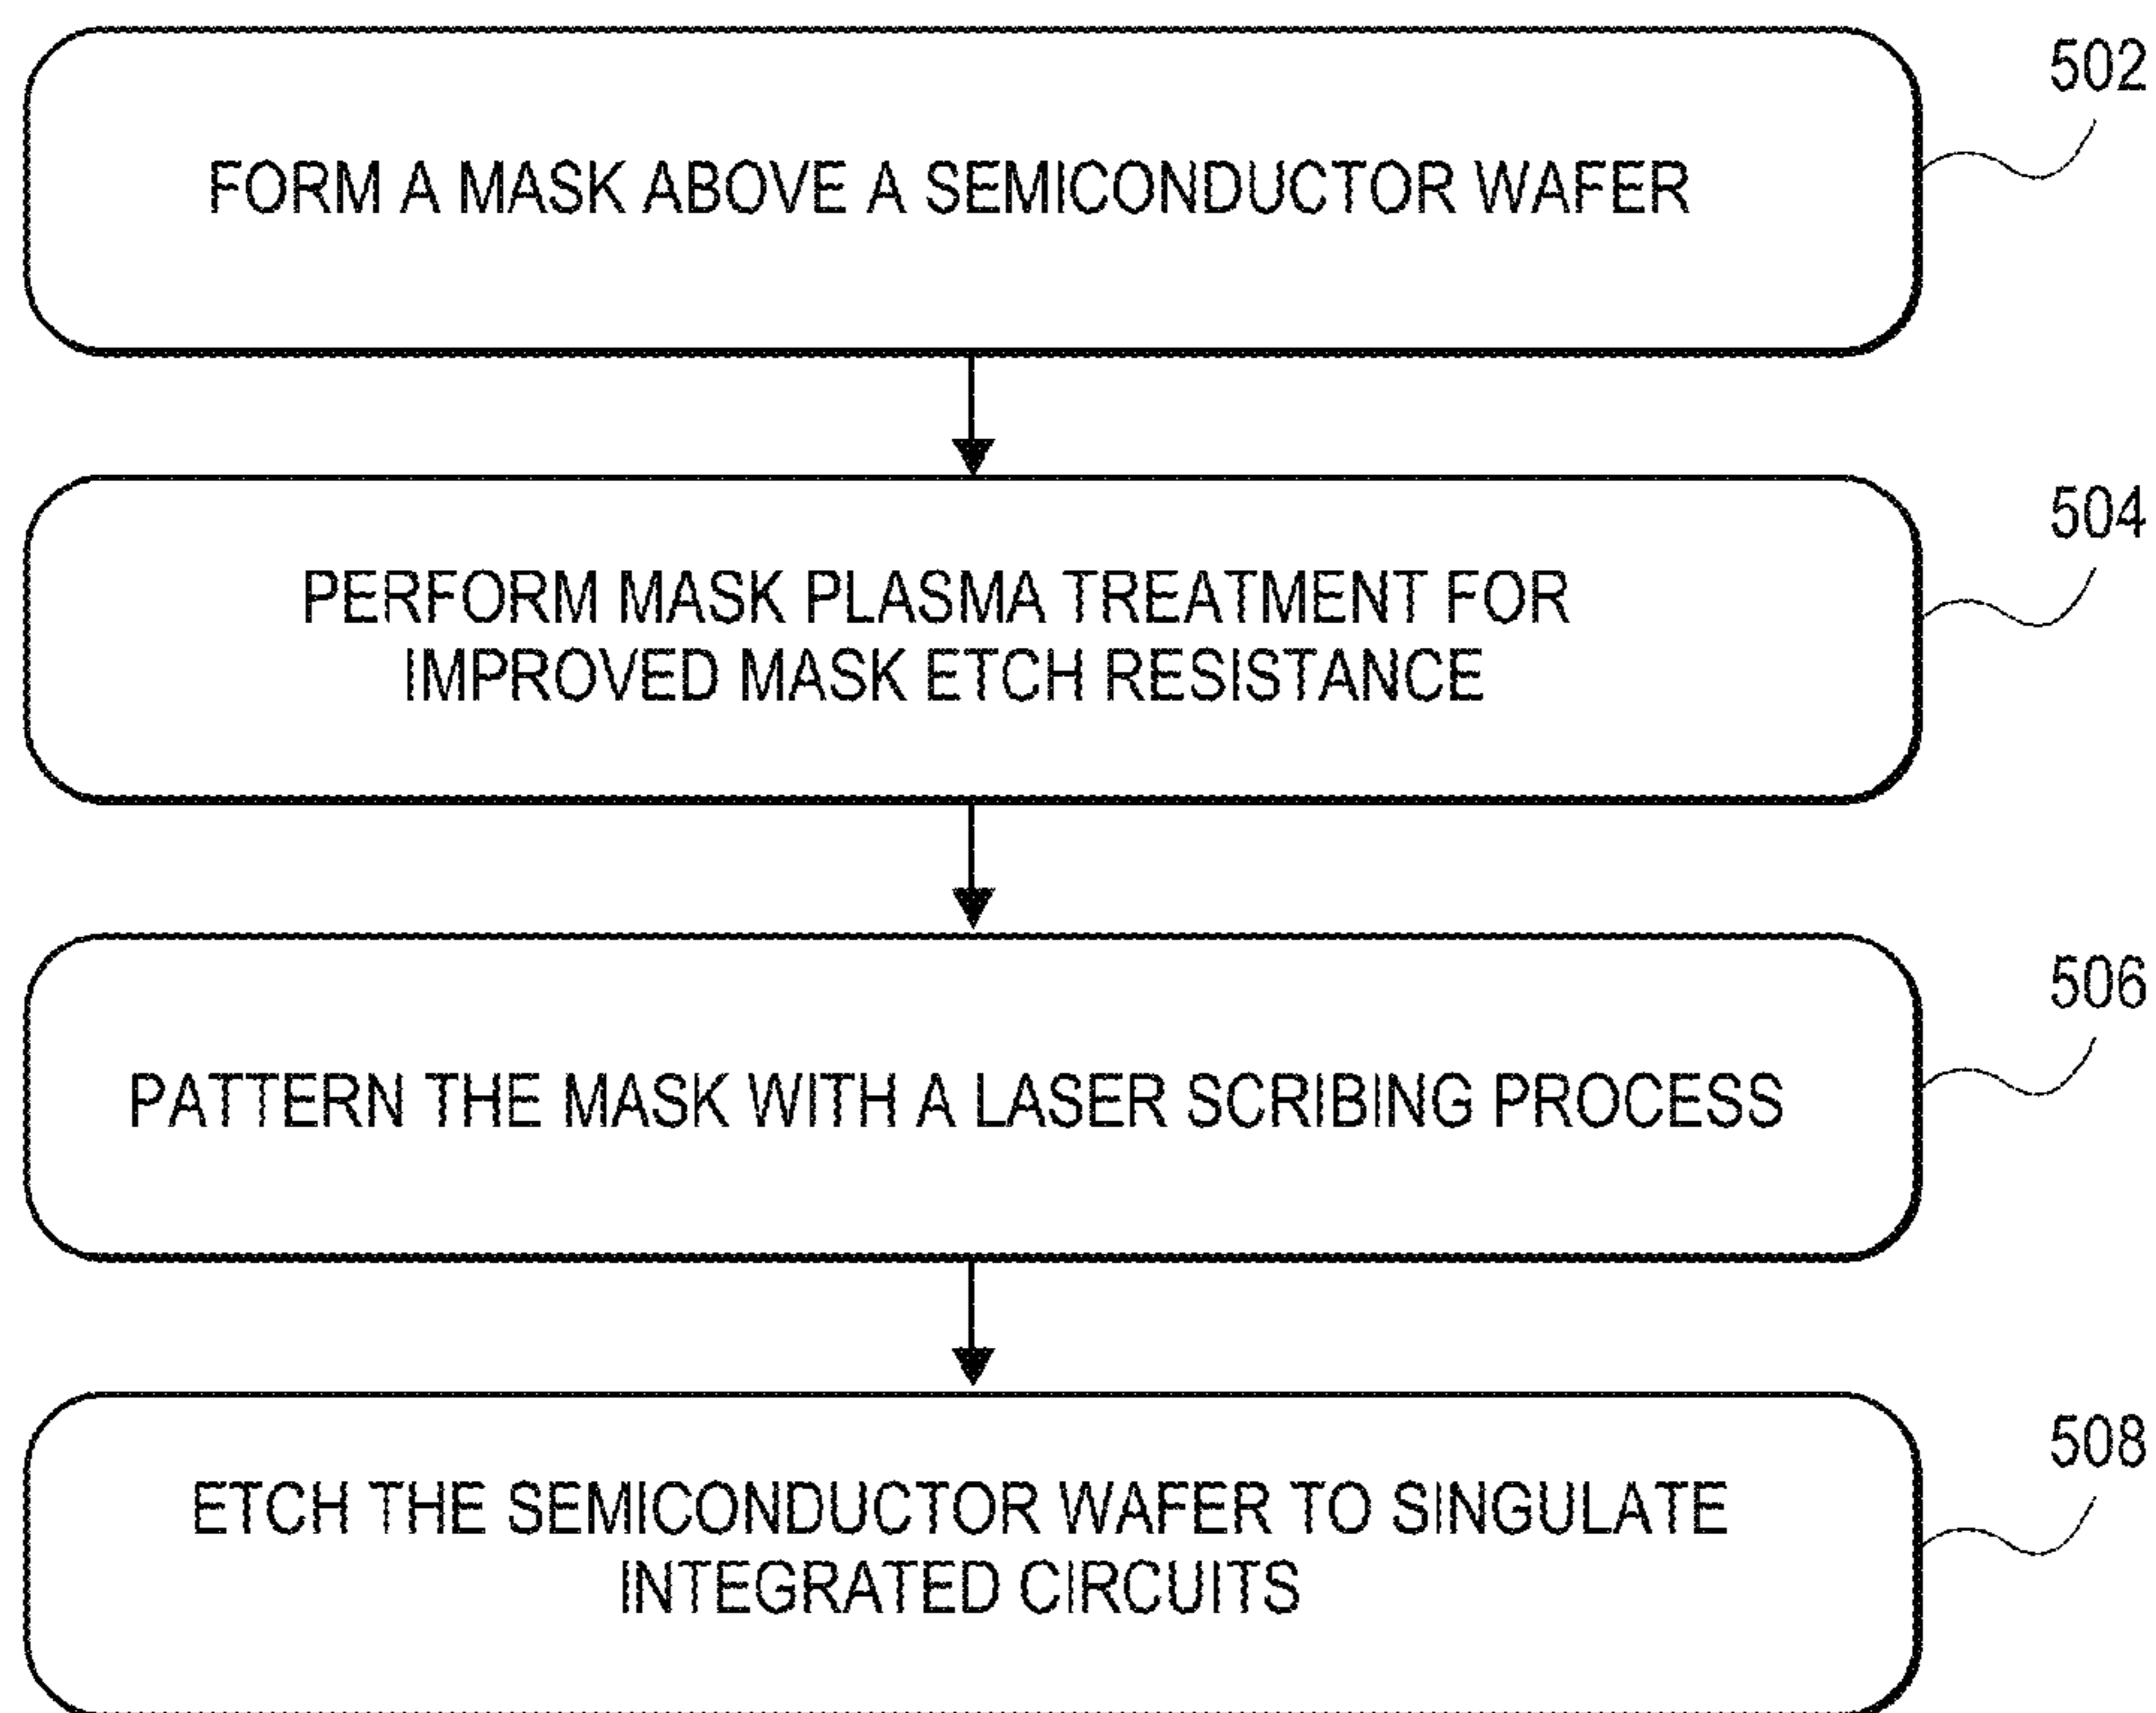 502
FORM A MASK ABOVE A SEMICONDUCTOR WAFER
504
PERFORM MASK PLASMA TREATMENT FOR
IMPROVED MASK ETCH RESISTANCE
506
PATTERN THE MASK WITH A LASER SCRIBING PROCESS
508
ETCH THE SEMICONDUCTOR WAFER TO SINGULATE
INTEGRATED CIRCUITS